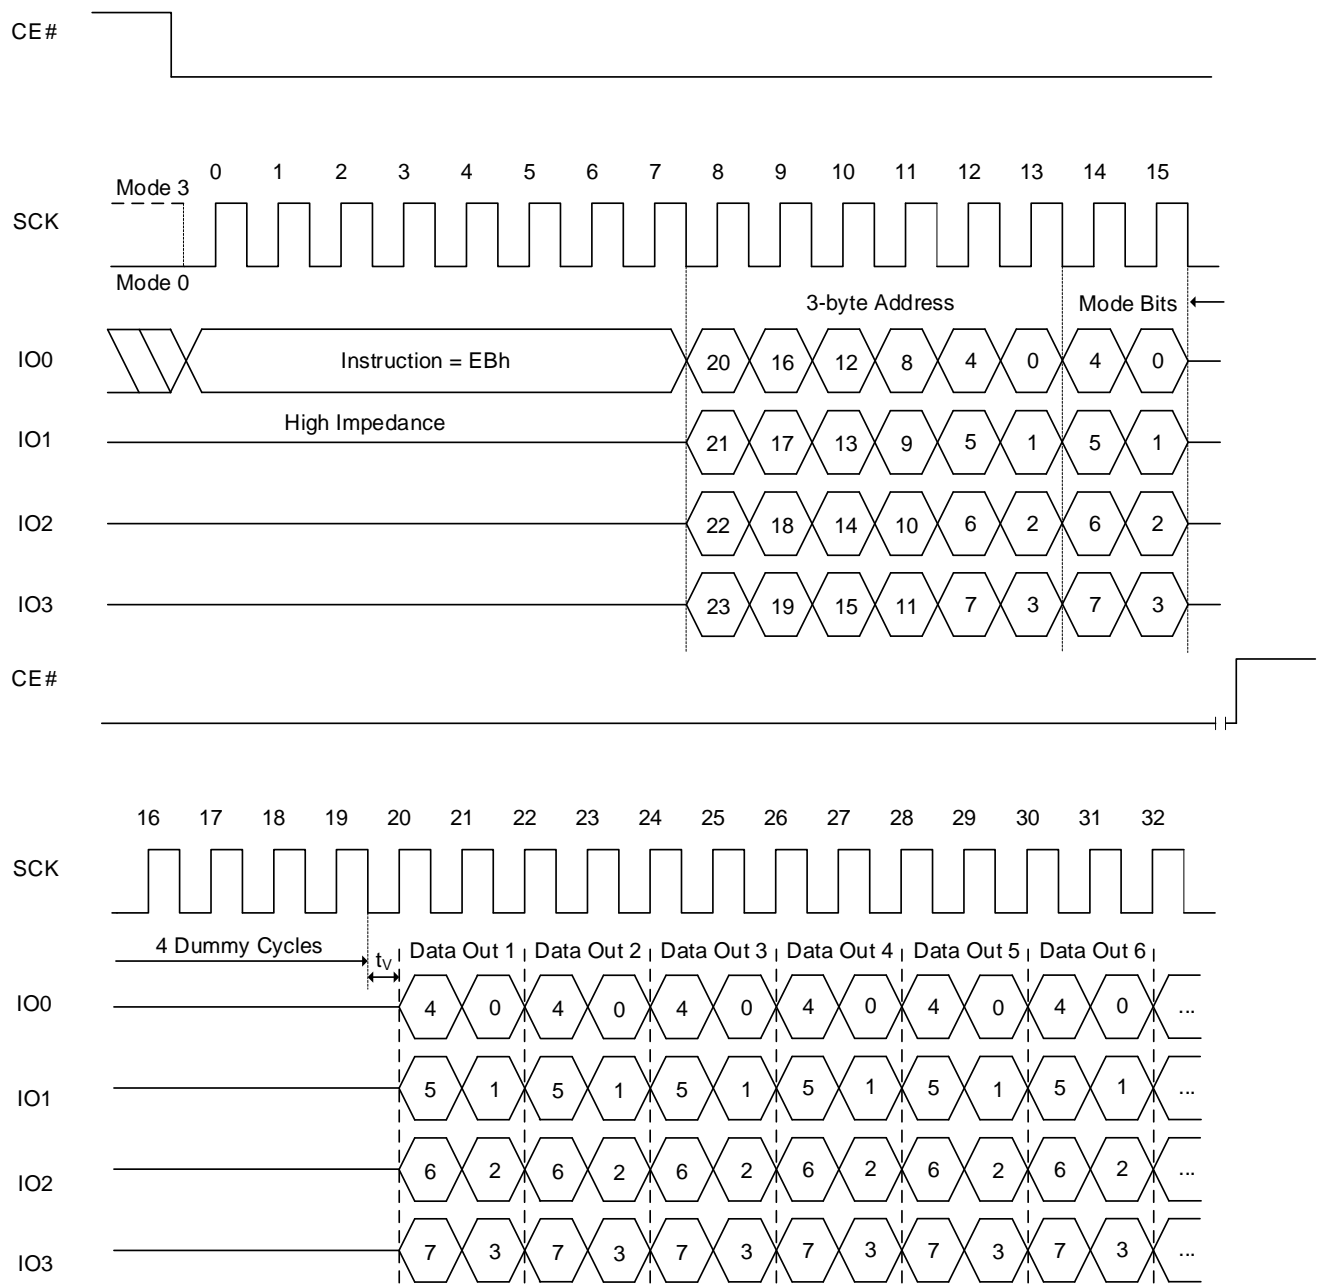 CE#
0 1 2 3 4 5 6 7 8 9 10 11 12 13 14 15
Mode 3
SCK
Mode 0
3-byte Address Mode Bits
IO0 Instruction = EBh 20 16 12 8 4 0 4 0
High Impedance
IO1 21 17 13 9 5 1 5 1
IO2 22 18 14 10 6 2 6 2
IO3 23 19 15 11 7 3 7 3
CE#
16 17 18 19 20 21 22 23 24 25 26 27 28 29 30 31 32
SCK
4 Dummy Cycles tV Data Out 1 Data Out 2 Data Out 3 Data Out 4 Data Out 5 Data Out 6
IO0 4 0 4 0 4 0 4 0 4 0 4 0 ...
IO1 5 1 5 1 5 1 5 1 5 1 5 1 ...
IO2 6 2 6 2 6 2 6 2 6 2 6 2 ...
IO3 7 3 7 3 7 3 7 3 7 3 7 3 ...